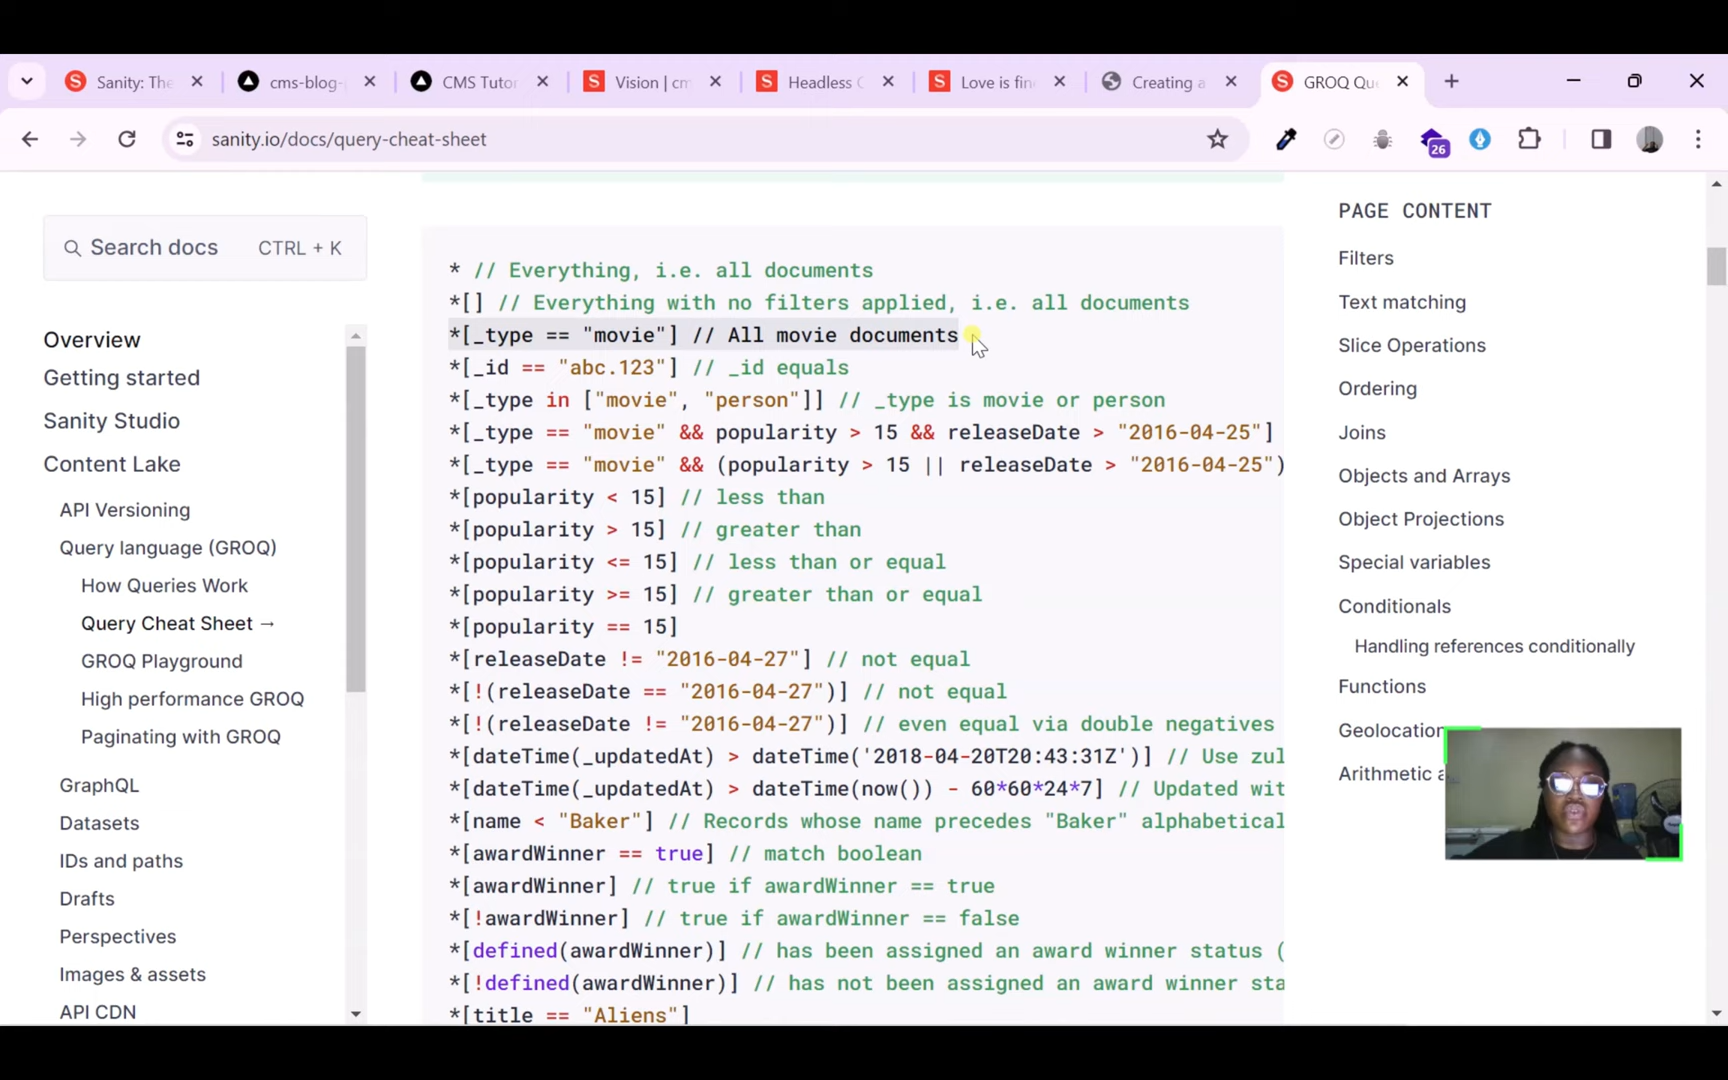 Sanity: The
cms-blog-
CMS Tutor
Vision | cm
Headless C
Love is fin
Creating a
GROQ Qu
sanity.io/docs/query-cheat-sheet
26
Search docs CTRL + K
Overview
Getting started
Sanity Studio
Content Lake
API Versioning
Query language (GROQ)
How Queries Work
Query Cheat Sheet →
GROQ Playground
High performance GROQ
Paginating with GROQ
GraphQL
Datasets
IDs and paths
Drafts
Perspectives
Images & assets
API CDN
* // Everything, i.e. all documents
*[] // Everything with no filters applied, i.e. all documents
*[_type == "movie"] // All movie documents
*[_id == "abc.123"] // _id equals
*[_type in ["movie", "person"]] // _type is movie or person
*[_type == "movie" && popularity > 15 && releaseDate > "2016-04-25"]
*[_type == "movie" && (popularity > 15 || releaseDate > "2016-04-25")
*[popularity < 15] // less than
*[popularity > 15] // greater than
*[popularity <= 15] // less than or equal
*[popularity >= 15] // greater than or equal
*[popularity == 15]
*[releaseDate != "2016-04-27"] // not equal
*[!(releaseDate == "2016-04-27")] // not equal
*[!(releaseDate != "2016-04-27")] // even equal via double negatives
*[dateTime(_updatedAt) > dateTime('2018-04-20T20:43:31Z')] // Use zul
*[dateTime(_updatedAt) > dateTime(now()) - 60*60*24*7] // Updated wit
*[name < "Baker"] // Records whose name precedes "Baker" alphabetical
*[awardWinner == true] // match boolean
*[awardWinner] // true if awardWinner == true
*[!awardWinner] // true if awardWinner == false
*[defined(awardWinner)] // has been assigned an award winner status (
*[!defined(awardWinner)] // has not been assigned an award winner sta
*[title == "Aliens"]
PAGE CONTENT
Filters
Text matching
Slice Operations
Ordering
Joins
Objects and Arrays
Object Projections
Special variables
Conditionals
Handling references conditionally
Functions
Geolocation
Arithmetic a